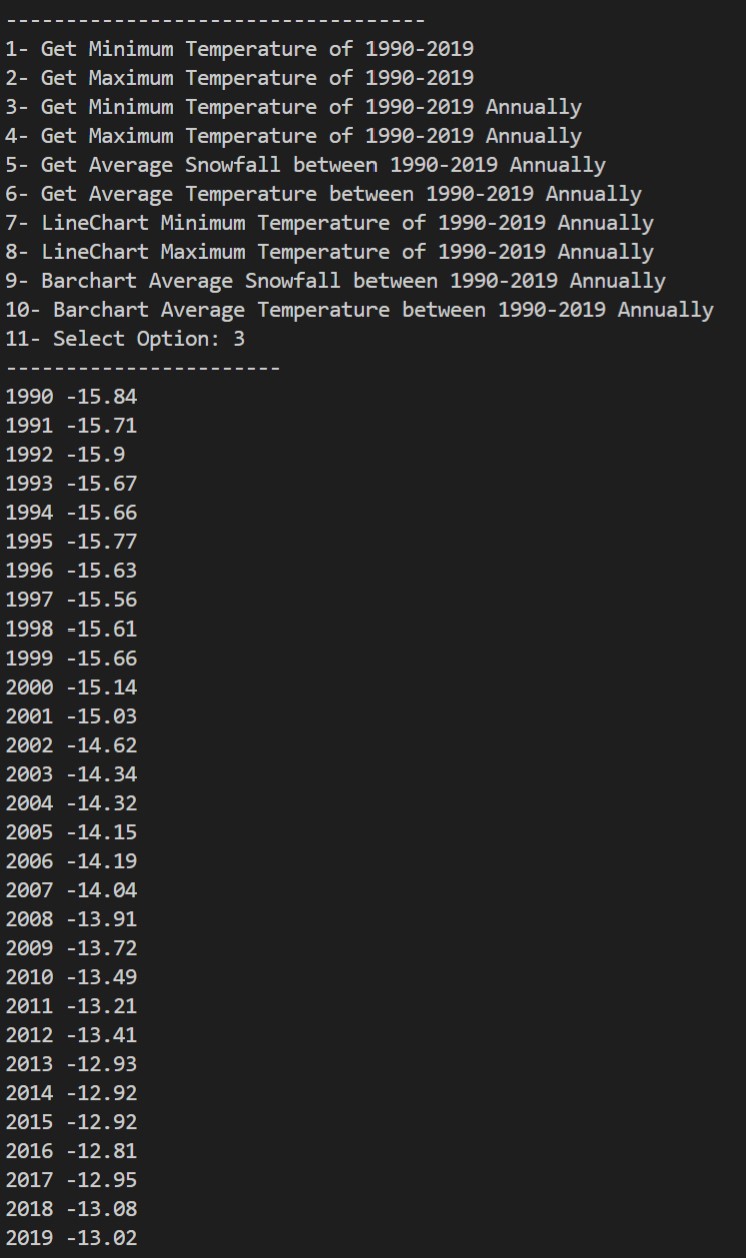 -----------------------------------
1- Get Minimum Temperature of 1990-2019
2- Get Maximum Temperature of 1990-2019
3- Get Minimum Temperature of 1990-2019 Annually
4- Get Maximum Temperature of 1990-2019 Annually
5- Get Average Snowfall between 1990-2019 Annually
6- Get Average Temperature between 1990-2019 Annually
7- LineChart Minimum Temperature of 1990-2019 Annually
8- LineChart Maximum Temperature of 1990-2019 Annually
9- Barchart Average Snowfall between 1990-2019 Annually
10- Barchart Average Temperature between 1990-2019 Annually
11- Select Option: 3
-----------------------
1990 -15.84
1991 -15.71
1992 -15.9
1993 -15.67
1994 -15.66
1995 -15.77
1996 -15.63
1997 -15.56
1998 -15.61
1999 -15.66
2000 -15.14
2001 -15.03
2002 -14.62
2003 -14.34
2004 -14.32
2005 -14.15
2006 -14.19
2007 -14.04
2008 -13.91
2009 -13.72
2010 -13.49
2011 -13.21
2012 -13.41
2013 -12.93
2014 -12.92
2015 -12.92
2016 -12.81
2017 -12.95
2018 -13.08
2019 -13.02